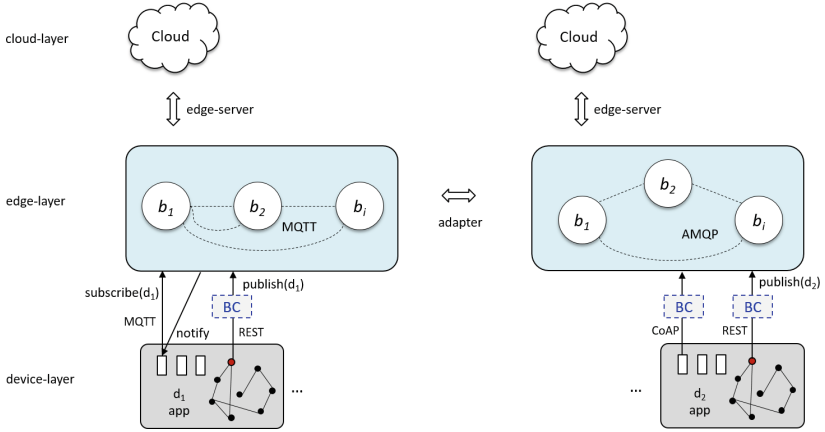 cloud-layer
Cloud
Cloud
edge-server
edge-server
edge-layer
b1
b2
bi
MQTT
adapter
b1
b2
bi
AMQP
subscribe(d1)
MQTT
notify
publish(d1)
BC
REST
BC
CoAP
BC
publish(d2)
REST
device-layer
d1
app
...
...
d2
app